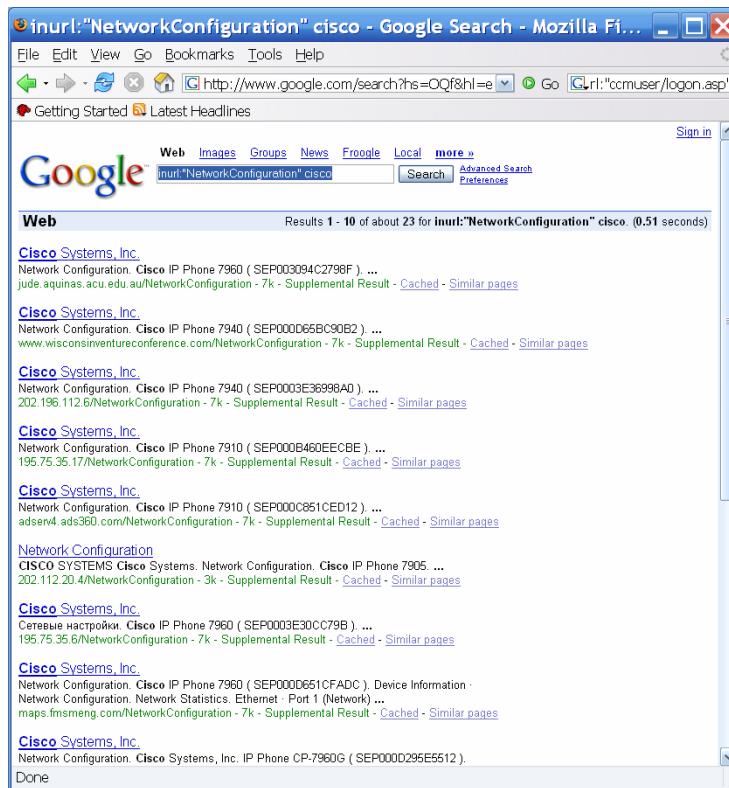 inurl:"NetworkConfiguration" cisco - Google Search - Mozilla Fi...
File Edit View Go Bookmarks Tools Help
http://www.google.com/search?hs=OQf&hl=e Go rl:"ccmuser/logon.asp"
Getting Started Latest Headlines
Sign in
Web Images Groups News Froogle Local more »
Google™ inurl:"NetworkConfiguration" cisco Search Advanced Search
Preferences
Web Results 1 - 10 of about 23 for inurl:"NetworkConfiguration" cisco. (0.51 seconds)
Cisco Systems, Inc.
Network Configuration. Cisco IP Phone 7960 ( SEP003094C2798F ). ...
jude.aquinas.acu.edu.au/NetworkConfiguration - 7k - Supplemental Result - Cached - Similar pages
Cisco Systems, Inc.
Network Configuration. Cisco IP Phone 7940 ( SEP000D65BC90B2 ). ...
www.wisconsinventureconference.com/NetworkConfiguration - 7k - Supplemental Result - Cached - Similar pages
Cisco Systems, Inc.
Network Configuration. Cisco IP Phone 7940 ( SEP0003E36998A0 ). ...
202.196.112.6/NetworkConfiguration - 7k - Supplemental Result - Cached - Similar pages
Cisco Systems, Inc.
Network Configuration. Cisco IP Phone 7910 ( SEP000B460EECBE ). ...
195.75.35.17/NetworkConfiguration - 7k - Supplemental Result - Cached - Similar pages
Cisco Systems, Inc.
Network Configuration. Cisco IP Phone 7910 ( SEP000C851CED12 ). ...
adserv4.ads360.com/NetworkConfiguration - 7k - Supplemental Result - Cached - Similar pages
Network Configuration
CISCO SYSTEMS Cisco Systems. Network Configuration. Cisco IP Phone 7905. ...
202.112.20.4/NetworkConfiguration - 3k - Supplemental Result - Cached - Similar pages
Cisco Systems, Inc.
Сетевые настройки. Cisco IP Phone 7960 ( SEP0003E30CC79B ). ...
195.75.35.6/NetworkConfiguration - 7k - Supplemental Result - Cached - Similar pages
Cisco Systems, Inc.
Network Configuration. Cisco IP Phone 7960 ( SEP000D651CFADC ). Device Information ·
Network Configuration. Network Statistics. Ethernet · Port 1 (Network) ...
maps.fmsmeng.com/NetworkConfiguration - 7k - Supplemental Result - Cached - Similar pages
Cisco Systems, Inc.
Network Configuration. Cisco Systems, Inc. IP Phone CP-7960G ( SEP000D295E5512 ).
Done